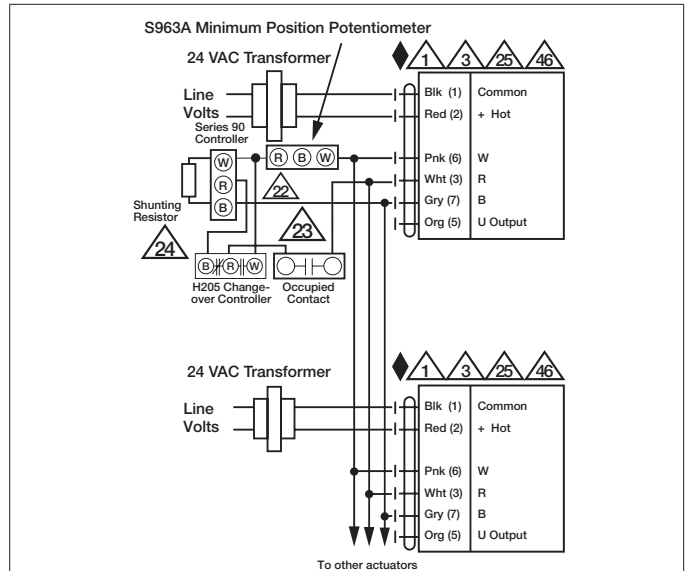 S963A Minimum Position Potentiometer
24 VAC Transformer
1 3 25 46
Line
Volts
Blk (1) Common
Red (2) + Hot
Series 90
Controller
W
R
B
R B W
Pnk (6) W
Wht (3) R
Gry (7) B
Org (5) U Output
Shunting
Resistor
22
23
24
B R W
H205 Change-
over Controller
Occupied
Contact
24 VAC Transformer
1 3 25 46
Line
Volts
Blk (1) Common
Red (2) + Hot
Pnk (6) W
Wht (3) R
Gry (7) B
Org (5) U Output
To other actuators